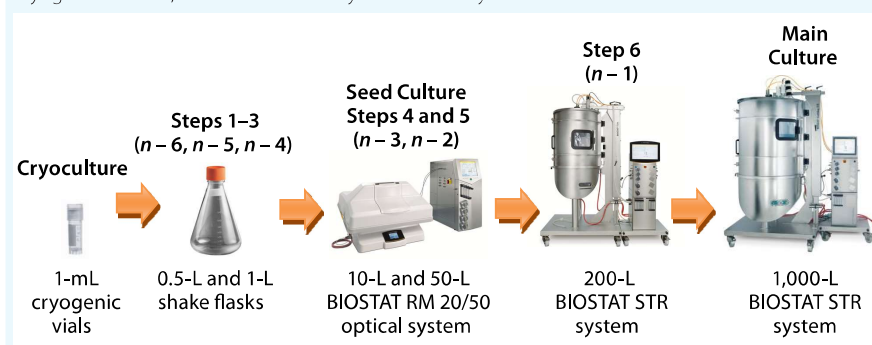 Cryoculture
1-mL
cryogenic
vials
Steps 1–3
(n – 6, n – 5, n – 4)
0.5-L and 1-L
shake flasks
Seed Culture
Steps 4 and 5
(n – 3, n – 2)
10-L and 50-L
BIOSTAT RM 20/50
optical system
Step 6
(n – 1)
200-L
BIOSTAT STR
system
Main
Culture
1,000-L
BIOSTAT STR
system